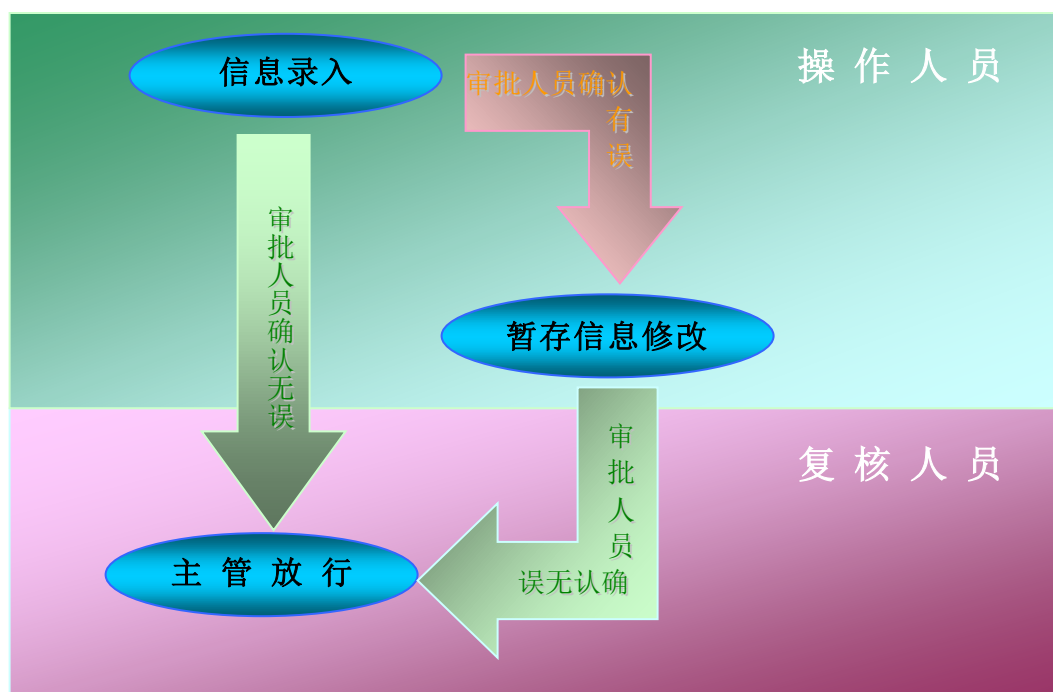 信息录入
操作人员
审批人员确认
有
误
审批人员确认无误
暂存信息修改
复核人员
审批人员
误无认确
主管放行